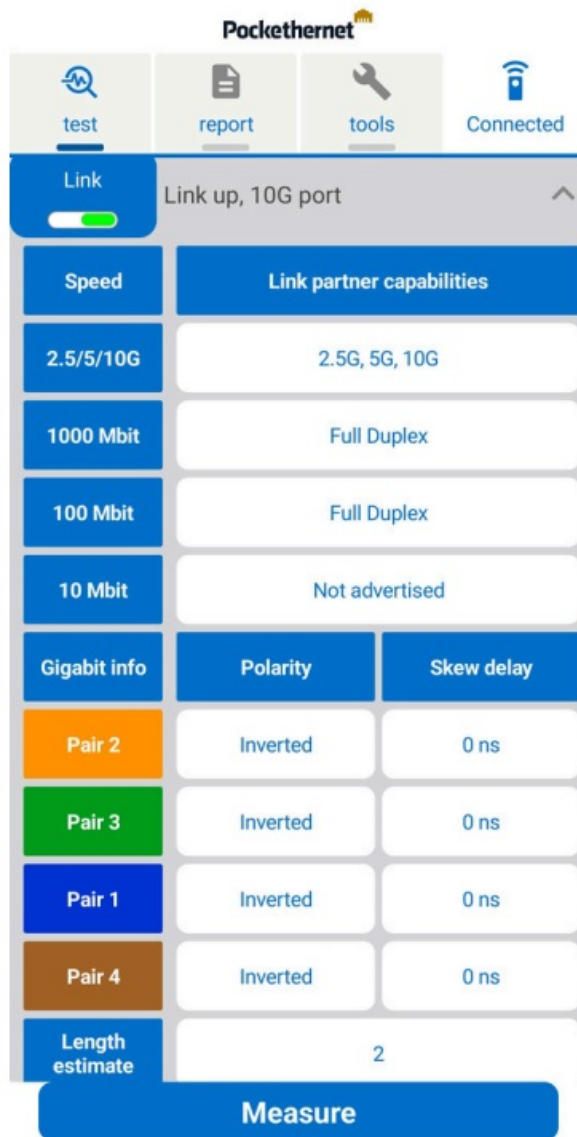 Pockethernet
test report tools Connected
Link
Link up, 10G port
Speed Link partner capabilities
2.5/5/10G 2.5G, 5G, 10G
1000 Mbit Full Duplex
100 Mbit Full Duplex
10 Mbit Not advertised
Gigabit info Polarity Skew delay
Pair 2 Inverted 0 ns
Pair 3 Inverted 0 ns
Pair 1 Inverted 0 ns
Pair 4 Inverted 0 ns
Length
estimate 2
Measure